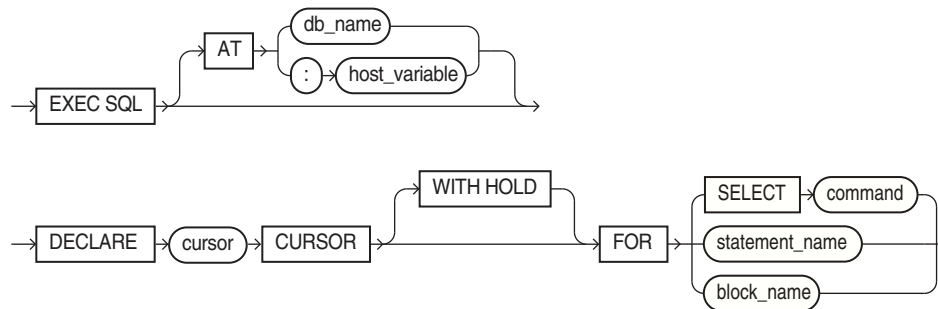 db_name
AT
: host_variable
EXEC SQL
WITH HOLD
SELECT command
DECLARE cursor CURSOR FOR statement_name
block_name